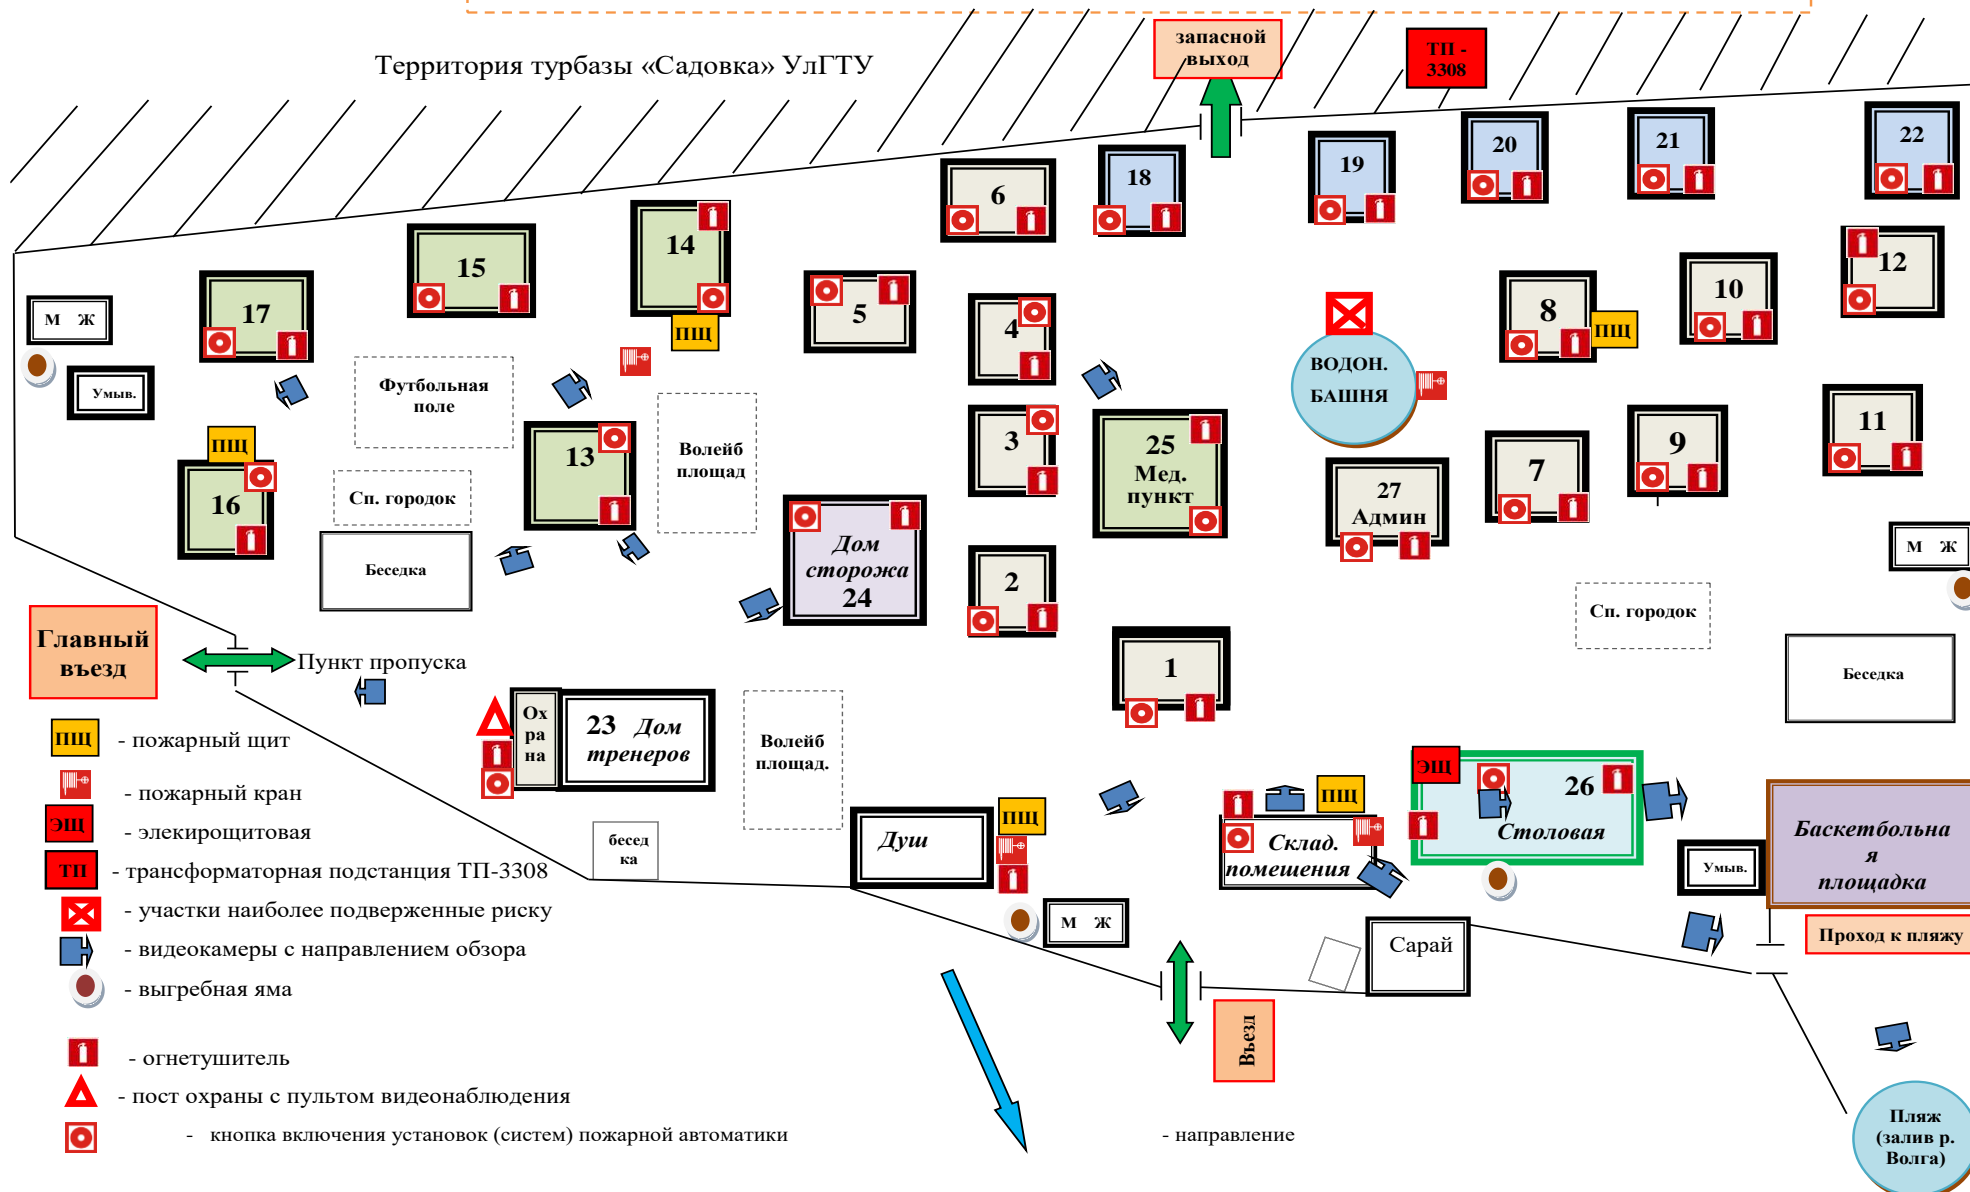 Территория турбазы «Садовка» УлГТУ
запасной
выход
ТП -
3308
6
18
19
20
21
22
14
15
17
5
4
8
10
12
М Ж
Умыв.
ПЩ
ПЩ
ВОДОН.
БАШНЯ
Футбольная
поле
Волейб
площад
13
3
25
Мед.
пункт
27
Админ
7
9
11
ПЩ
16
Сп. городок
Беседка
Дом
сторожа
24
2
М Ж
Сп. городок
Главный
въезд
Пункт пропуска
1
Беседка
Ох
ра
на
23 Дом
тренеров
Волейб
площад.
ПЩ
- пожарный щит
- пожарный кран
ЭЩ
- элекирощитовая
ТП
- трансформаторная подстанция ТП-3308
- участки наиболее подверженные риску
- видеокамеры с направлением обзора
- выгребная яма
- огнетушитель
- пост охраны с пультом видеонаблюдения
- кнопка включения установок (систем) пожарной автоматики
- направление
бесед
ка
Душ
ПЩ
М Ж
ПЩ
Склад.
помешения
ЭЩ
26
Столовая
Умыв.
Баскетбольна
я
площадка
Проход к пляжу
Сарай
Въезд
Пляж
(залив р.
Волга)